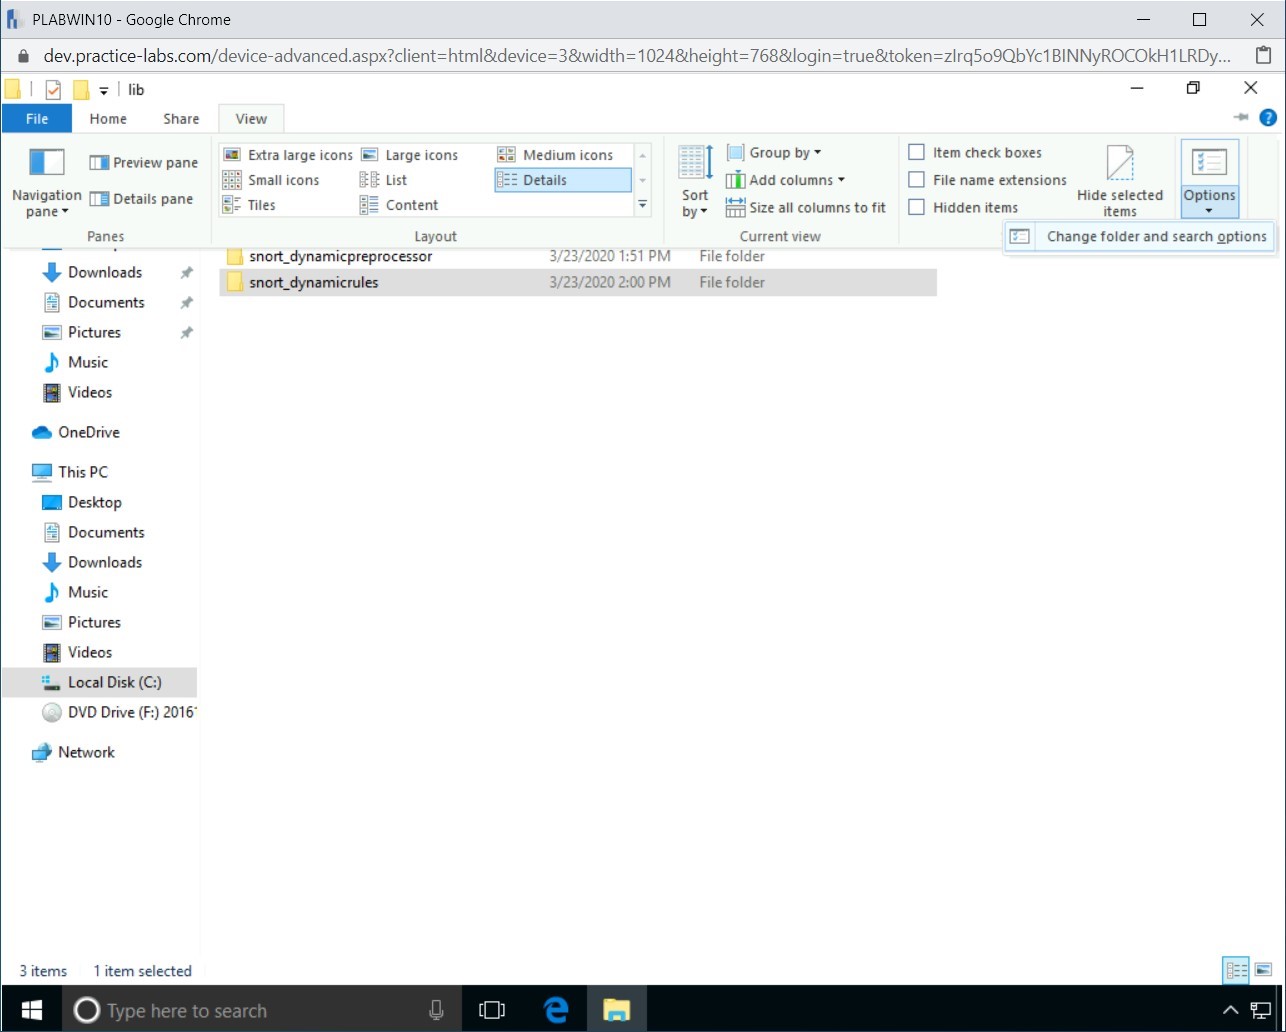 PLABWIN10 - Google Chrome
dev.practice-labs.com/device-advanced.aspx?client=html&device=3&width=1024&height=768&login=true&token=zIrq5o9QbYc1BINNyROCOkH1LRDy...
lib
File Home Share View
Navigation pane
Preview pane
Details pane
Panes
Extra large icons Large icons Medium icons
Small icons List Details
Tiles Content
Layout
Sort by
Group by
Add columns
Size all columns to fit
Current view
Item check boxes
File name extensions
Hidden items
Hide selected items
Options
Change folder and search options
snort_dynamicpreprocessor 3/23/2020 1:51 PM File folder
snort_dynamicrules 3/23/2020 2:00 PM File folder
Downloads
Documents
Pictures
Music
Videos
OneDrive
This PC
Desktop
Documents
Downloads
Music
Pictures
Videos
Local Disk (C:)
DVD Drive (F:) 2016
Network
3 items 1 item selected
Type here to search